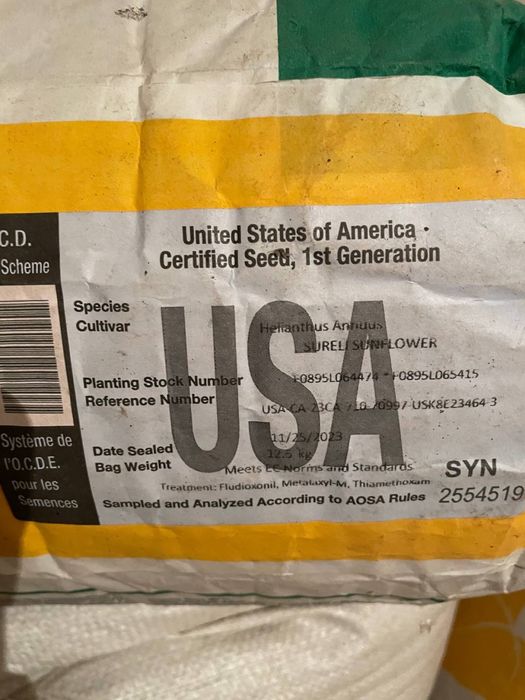 C.D.
Scheme
United States of America
Certified Seed, 1st Generation
USA
Species Helianthus Annuus
Cultivar SURELI SUNFLOWER
Planting Stock Number F0895L064474 - F0895L065415
Reference Number USA-CA 23CA 710 70997 USK8E23464 3
Date Sealed 11/25/2023
Bag Weight 12.5 kg
Meets EC Norms and Standards
Treatment: Fludioxonil, Metalaxyl-M, Thiamethoxam
Sampled and Analyzed According to AOSA Rules
SYN
2554519
Système de
l'O.C.D.E.
pour les
Semences